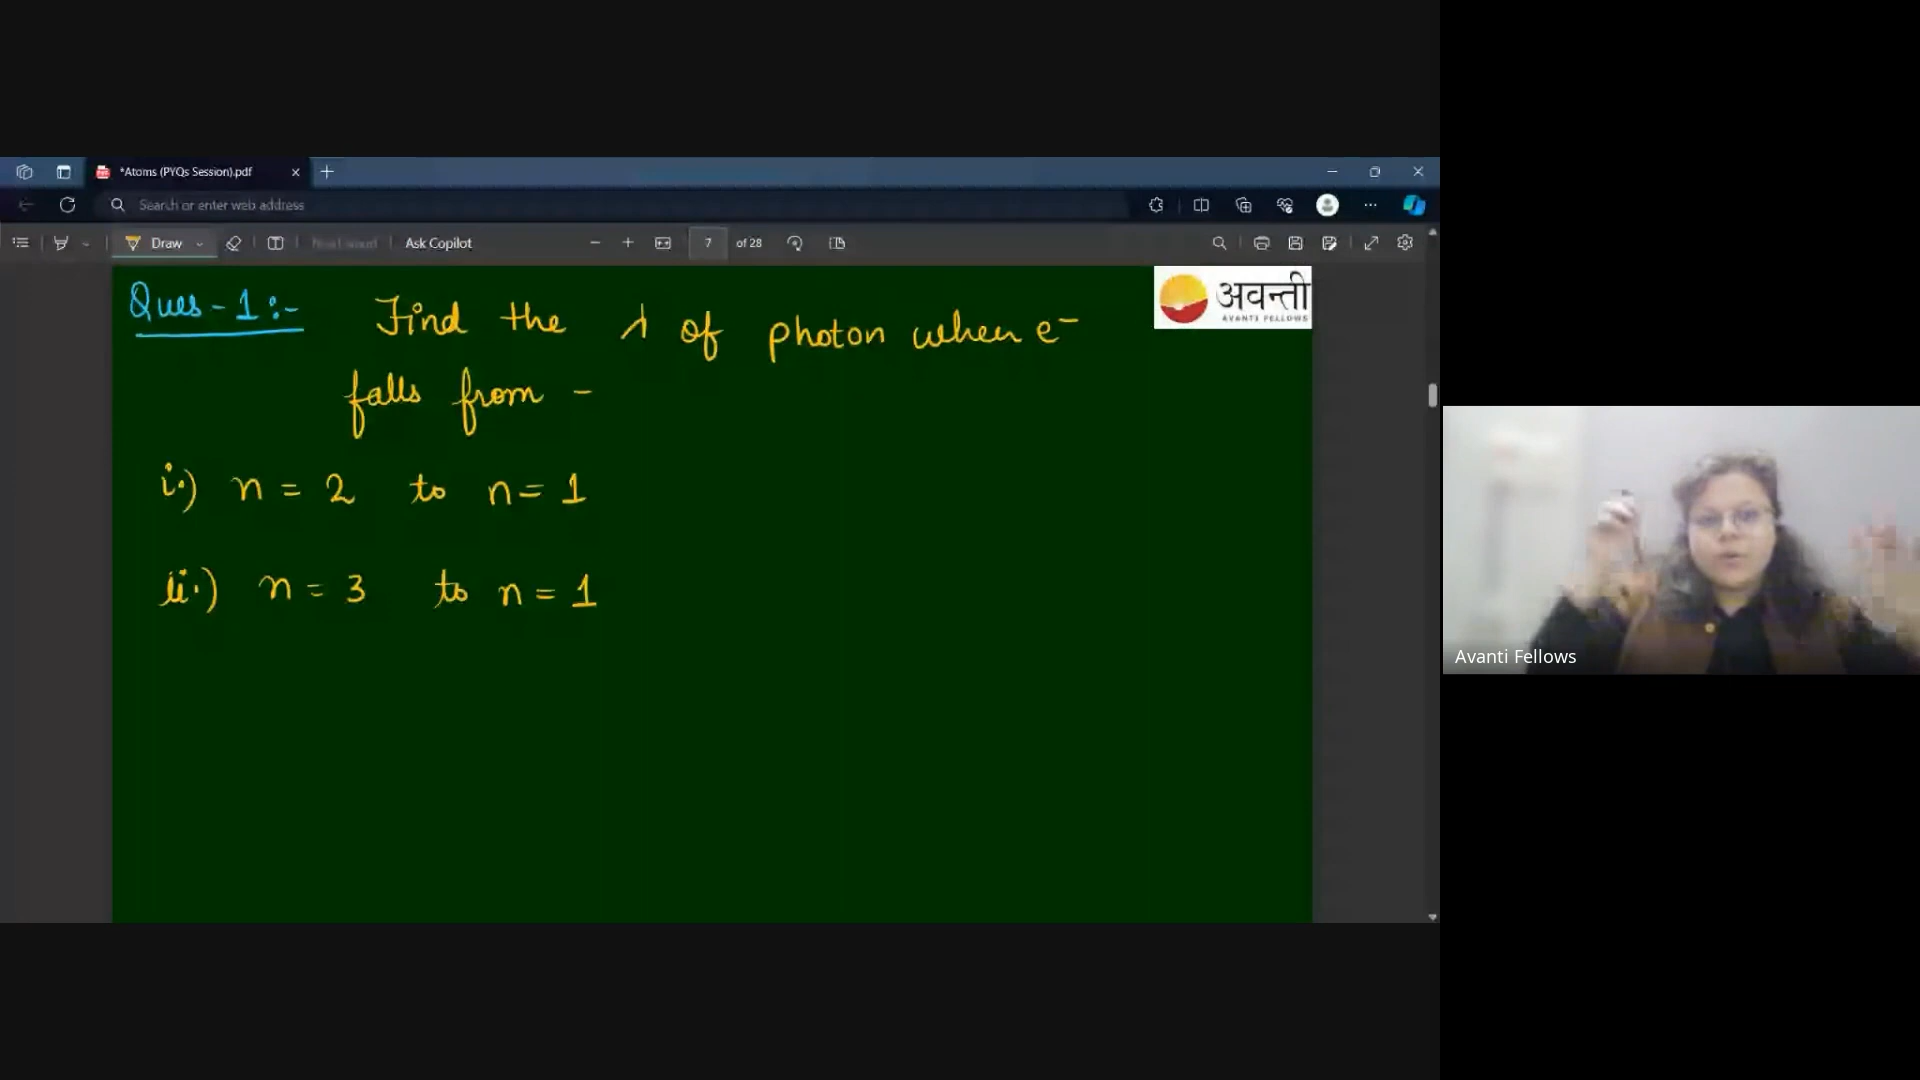 *Atoms (PYQs Session).pdf
Search or enter web address
Draw
Ask Copilot
7 of 28
Ques - 1 :-
Find the λ of photon when e⁻
falls from -
i.) n = 2 to n = 1
ii.) n = 3 to n = 1
अवन्ती
AVANTI FELLOWS
Avanti Fellows